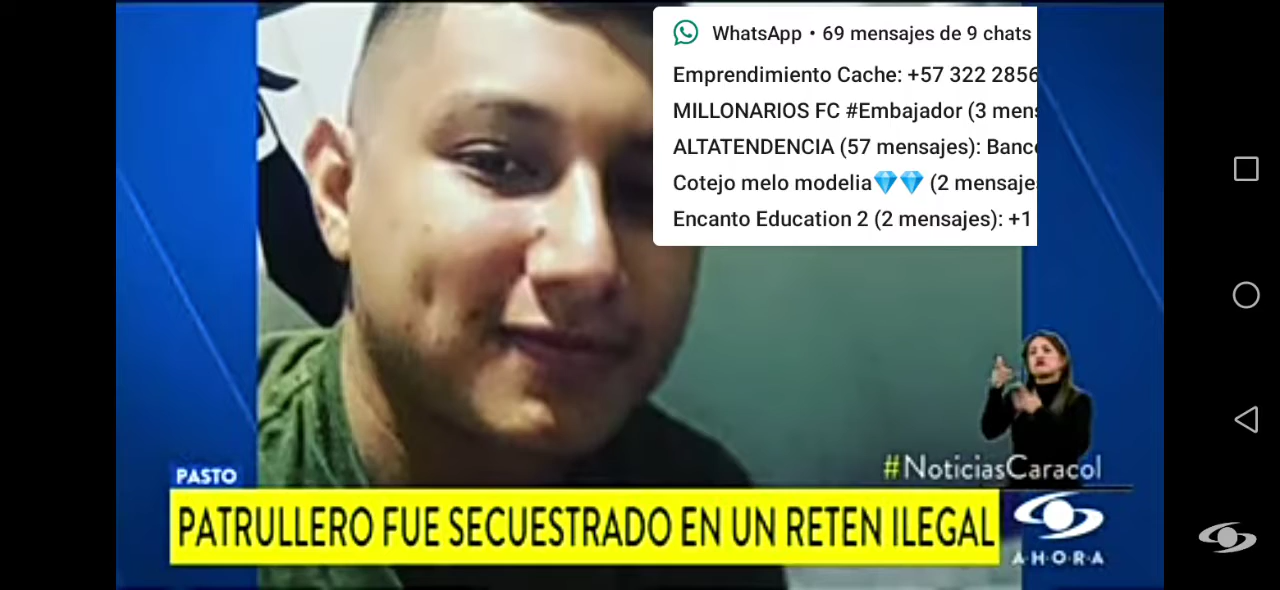 WhatsApp • 69 mensajes de 9 chats
Emprendimiento Cache: +57 322 2856
MILLONARIOS FC #Embajador (3 mens
ALTATENDENCIA (57 mensajes): Banc
Cotejo melo modelia💎💎 (2 mensaje
Encanto Education 2 (2 mensajes): +1
#NoticiasCaracol
PASTO
PATRULLERO FUE SECUESTRADO EN UN RETEN ILEGAL
AHORA